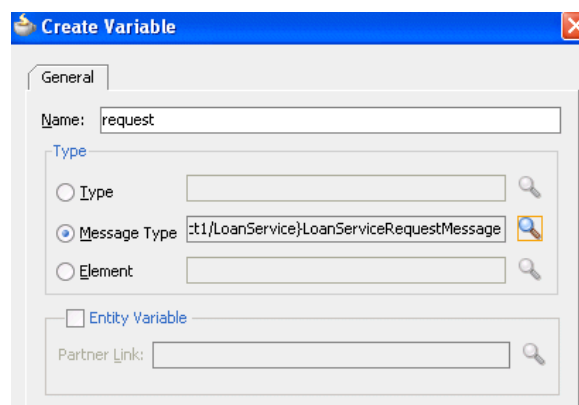 Create Variable
General
Name: request
Type
Type
Message Type :t1/LoanService}LoanServiceRequestMessage
Element
Entity Variable
Partner Link: